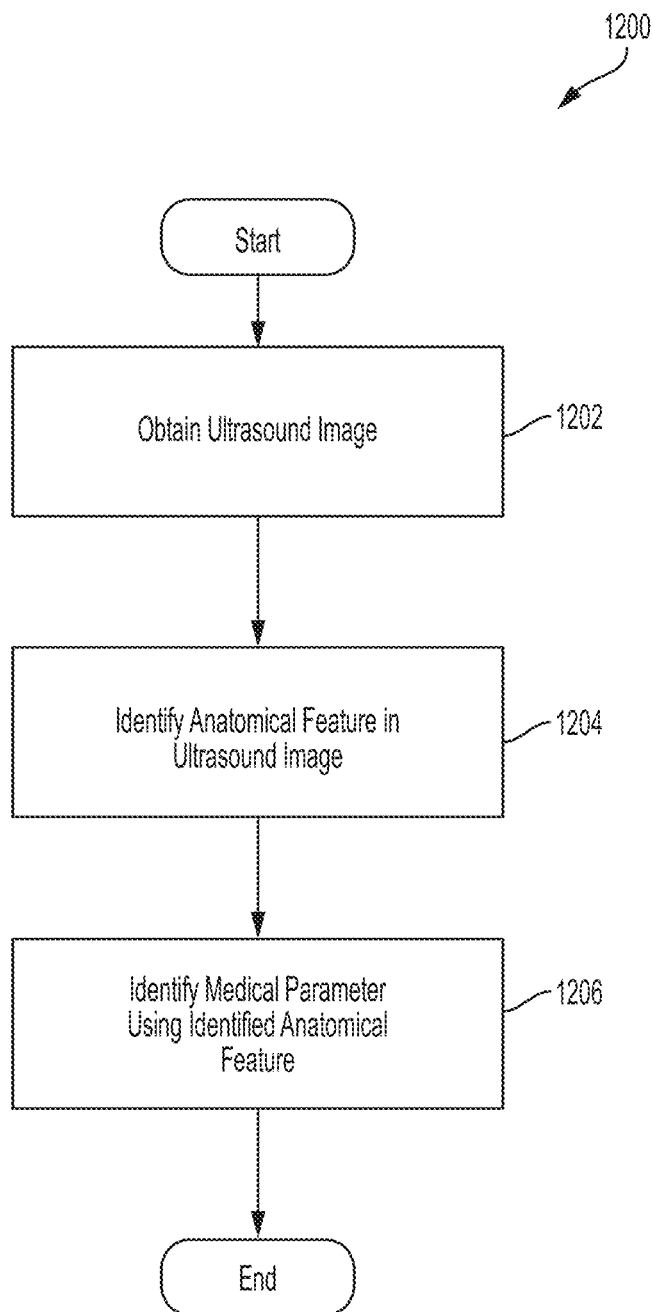 1200
Start
Obtain Ultrasound Image
1202
Identify Anatomical Feature in
Ultrasound Image
1204
Identify Medical Parameter
Using Identified Anatomical
Feature
1206
End